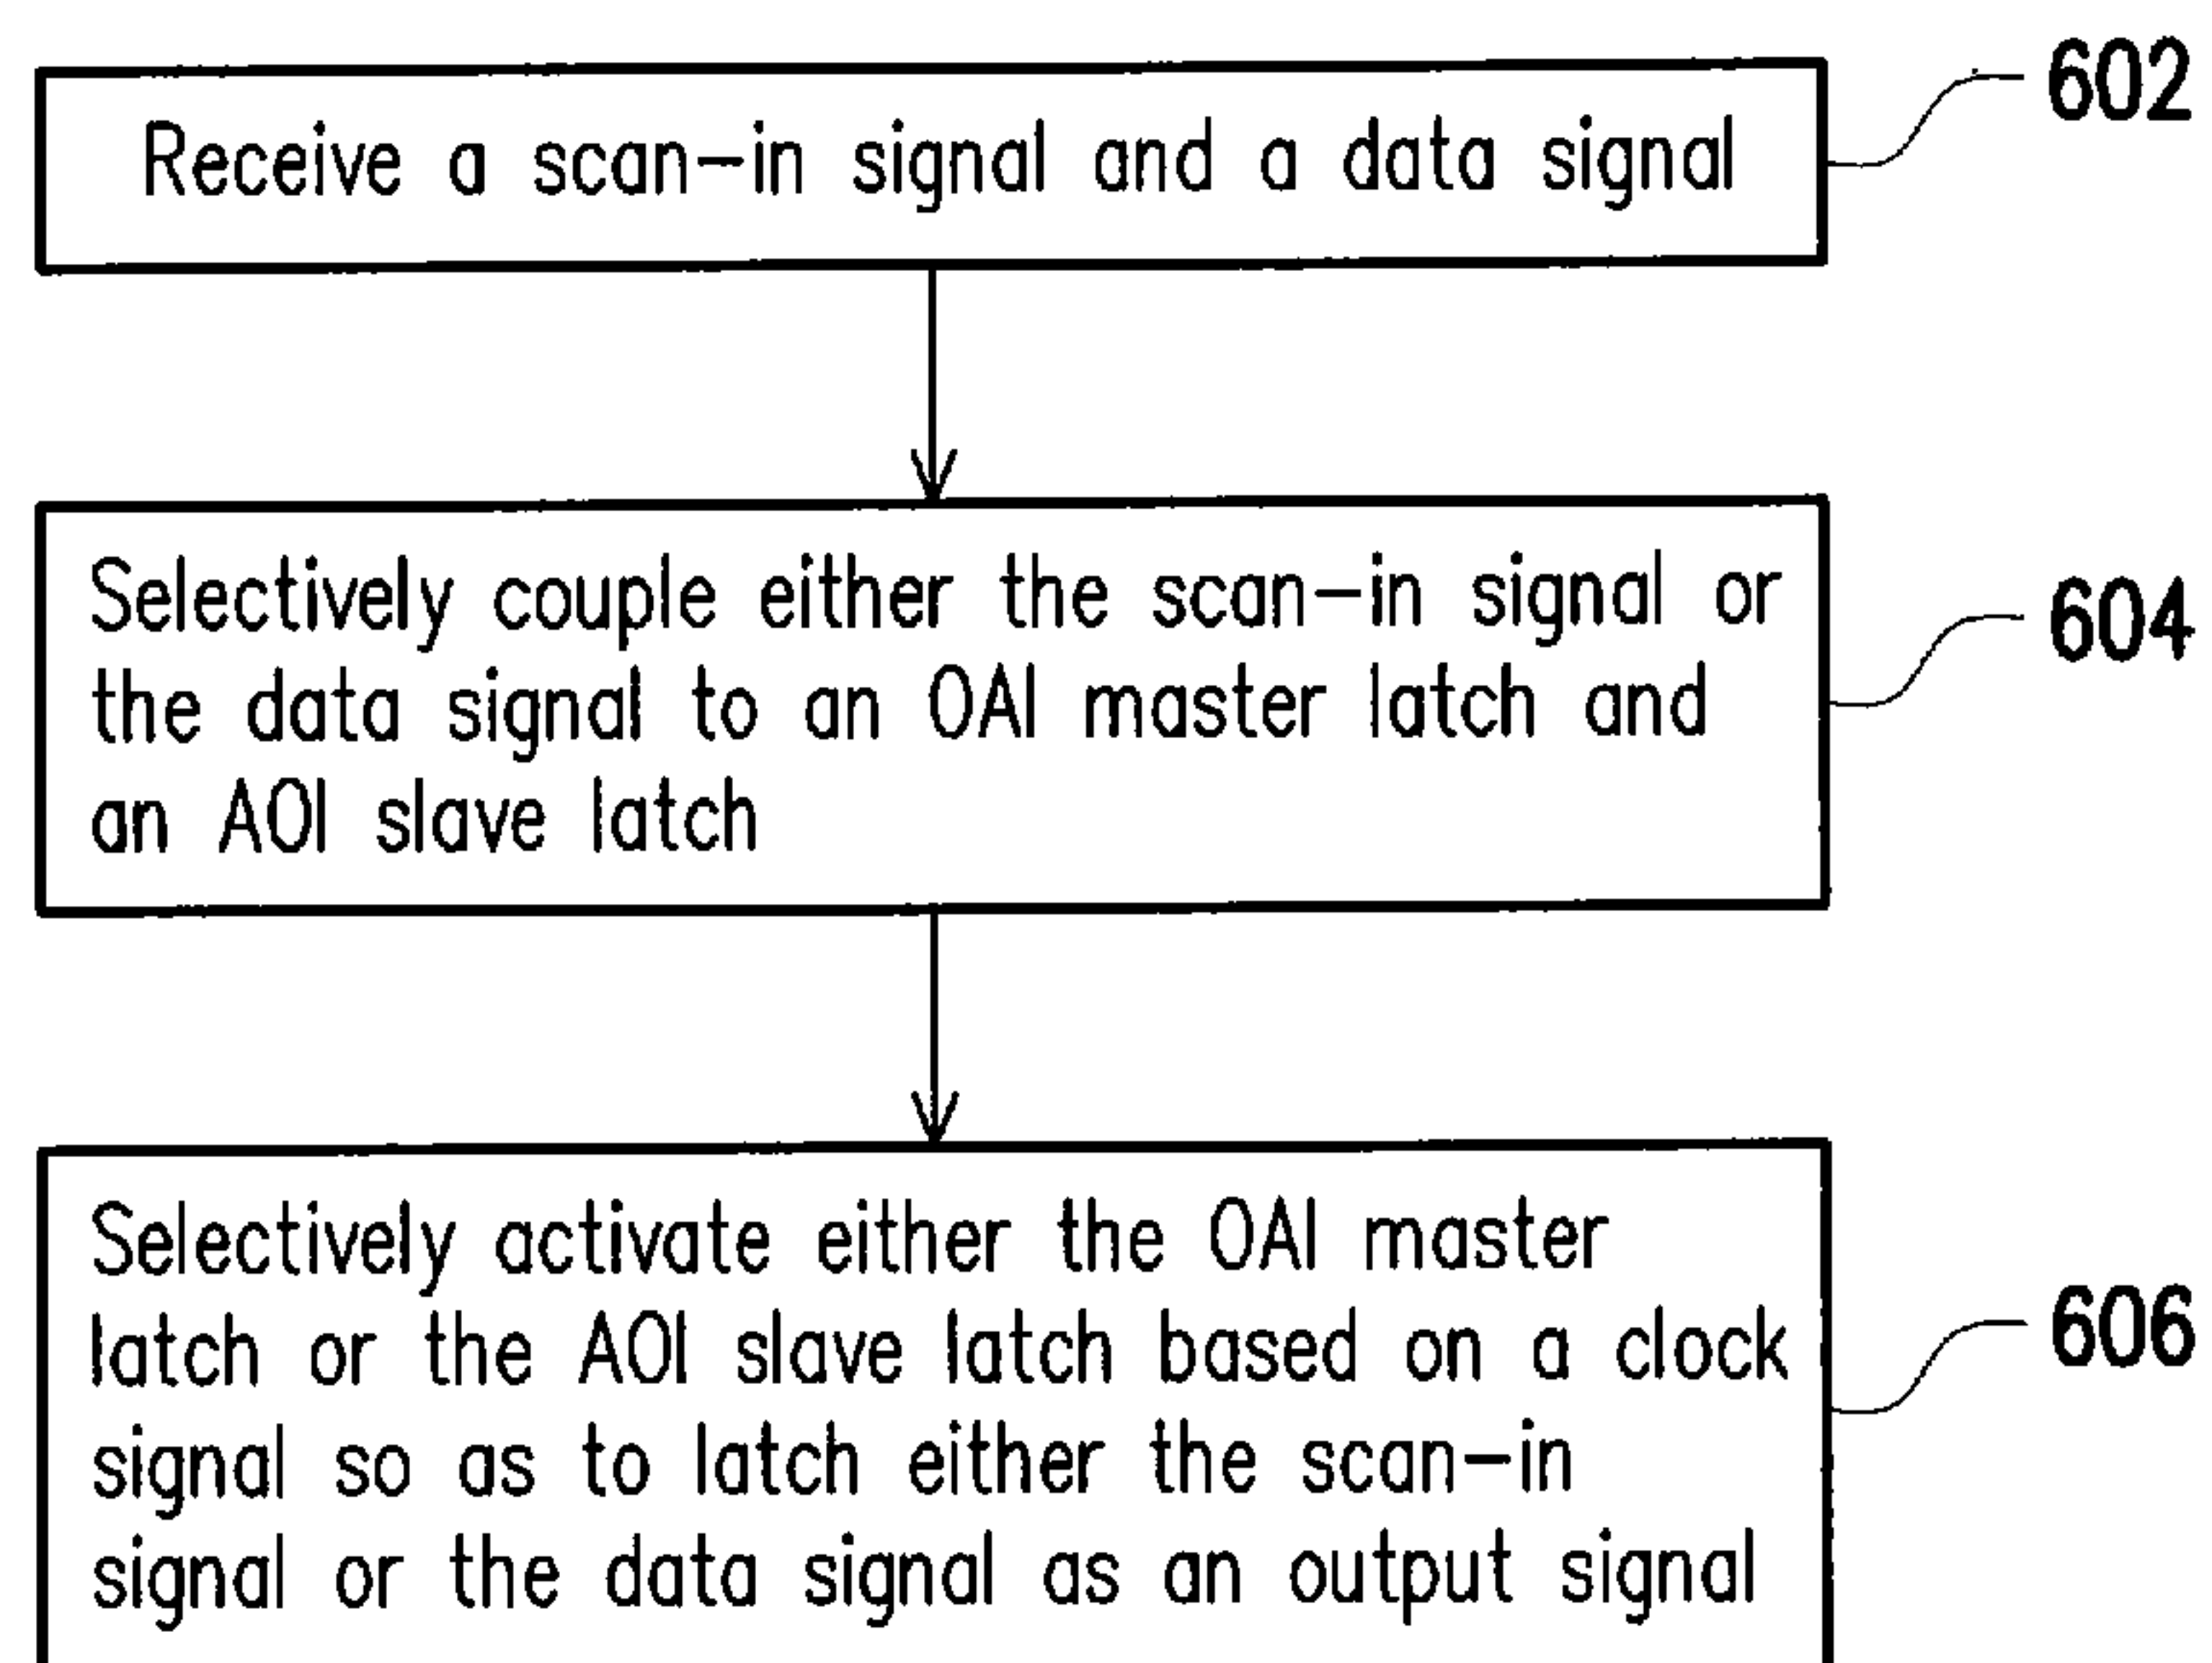 Receive a scan-in signal and a data signal
602
Selectively couple either the scan-in signal or
the data signal to an OAI master latch and
an AOI slave latch
604
Selectively activate either the OAI master
latch or the AOI slave latch based on a clock
signal so as to latch either the scan-in
signal or the data signal as an output signal
606